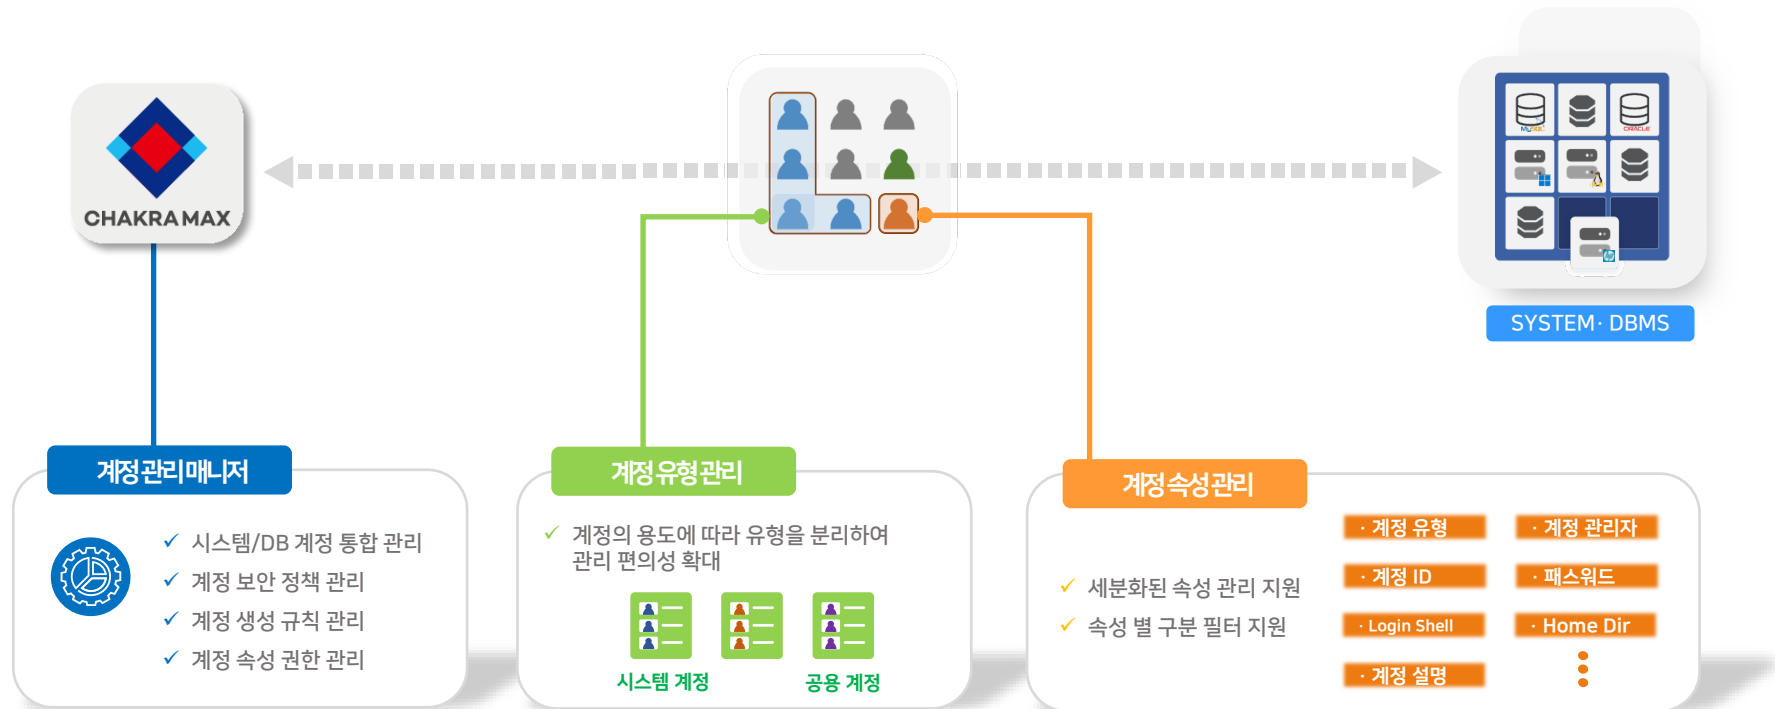 CHAKRA MAX
MySQL
ORACLE
hp
SYSTEM· DBMS
계정 관리 매니저
✓ 시스템/DB 계정 통합 관리
✓ 계정 보안 정책 관리
✓ 계정 생성 규칙 관리
✓ 계정 속성 권한 관리
계정 유형 관리
✓ 계정의 용도에 따라 유형을 분리하여
관리 편의성 확대
시스템 계정
공용 계정
계정 속성 관리
✓ 세분화된 속성 관리 지원
✓ 속성 별 구분 필터 지원
· 계정 유형
· 계정 관리자
· 계정 ID
· 패스워드
· Login Shell
· Home Dir
· 계정 설명